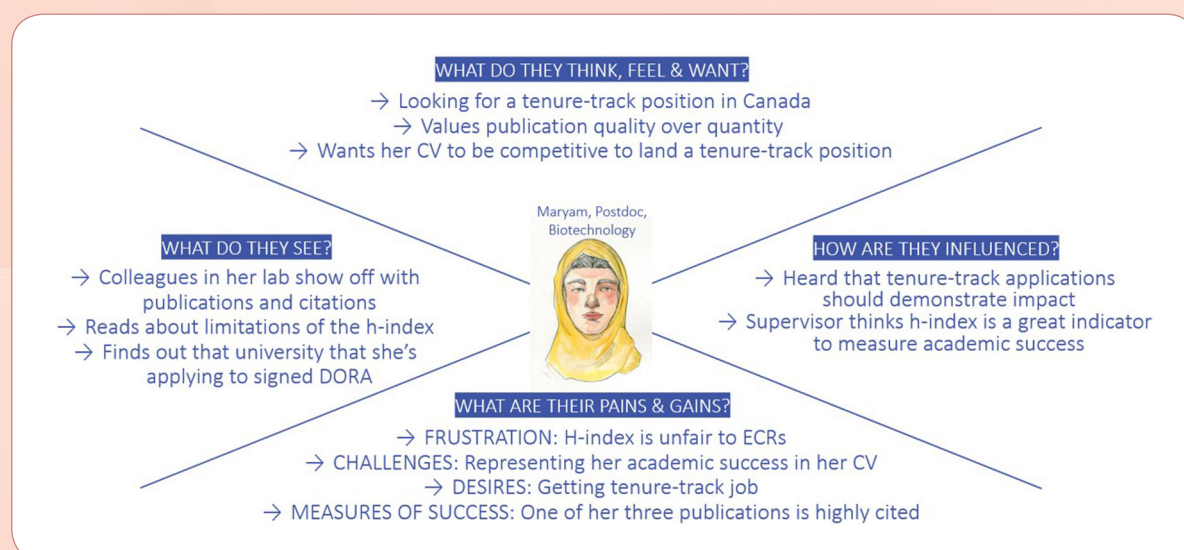 WHAT DO THEY THINK, FEEL & WANT?
→ Looking for a tenure-track position in Canada
→ Values publication quality over quantity
→ Wants her CV to be competitive to land a tenure-track position
Maryam, Postdoc,
Biotechnology
WHAT DO THEY SEE?
→ Colleagues in her lab show off with
publications and citations
→ Reads about limitations of the h-index
→ Finds out that university that she's
applying to signed DORA
HOW ARE THEY INFLUENCED?
→ Heard that tenure-track applications
should demonstrate impact
→ Supervisor thinks h-index is a great indicator
to measure academic success
WHAT ARE THEIR PAINS & GAINS?
→ FRUSTRATION: H-index is unfair to ECRs
→ CHALLENGES: Representing her academic success in her CV
→ DESIRES: Getting tenure-track job
→ MEASURES OF SUCCESS: One of her three publications is highly cited